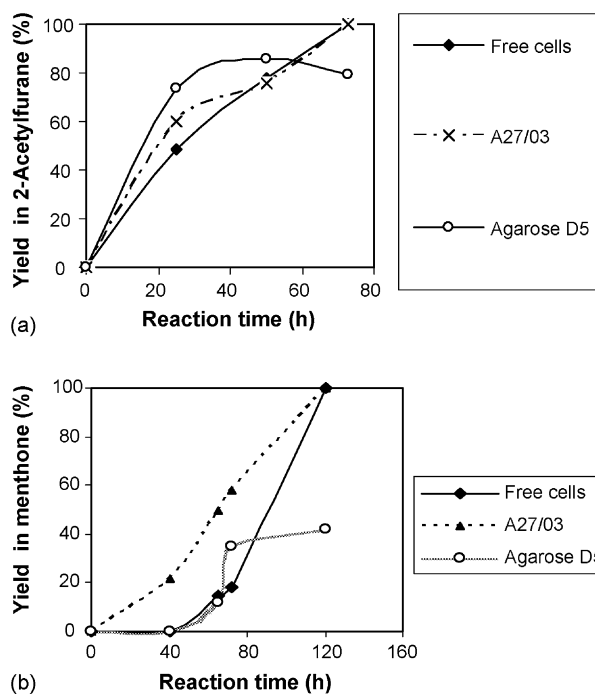 Yield in 2-Acetylfurane (%)
100
80
60
40
20
0
0
20
40
60
80
Reaction time (h)
(a)
Free cells
A27/03
Agarose D5
Yield in menthone (%)
100
80
60
40
20
0
0
40
80
120
160
Reaction time (h)
(b)
Free cells
A27/03
Agarose D